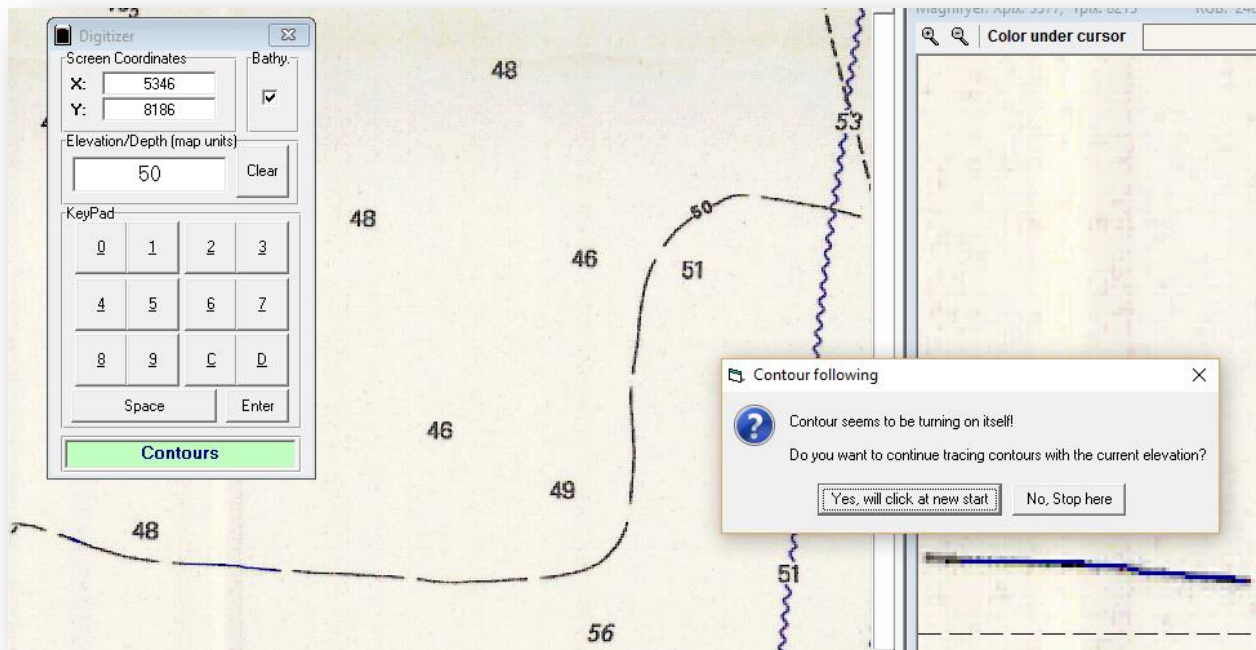 Digitizer
Screen Coordinates
Bathy.
X: 5346
Y: 8186
Elevation/Depth (map units)
50
Clear
KeyPad
0 1 2 3
4 5 6 7
8 9 C D
Space Enter
Contours
48
53
48
50
46
51
46
49
48
51
56
Color under cursor
Contour following
Contour seems to be turning on itself!
Do you want to continue tracing contours with the current elevation?
Yes, will click at new start
No, Stop here